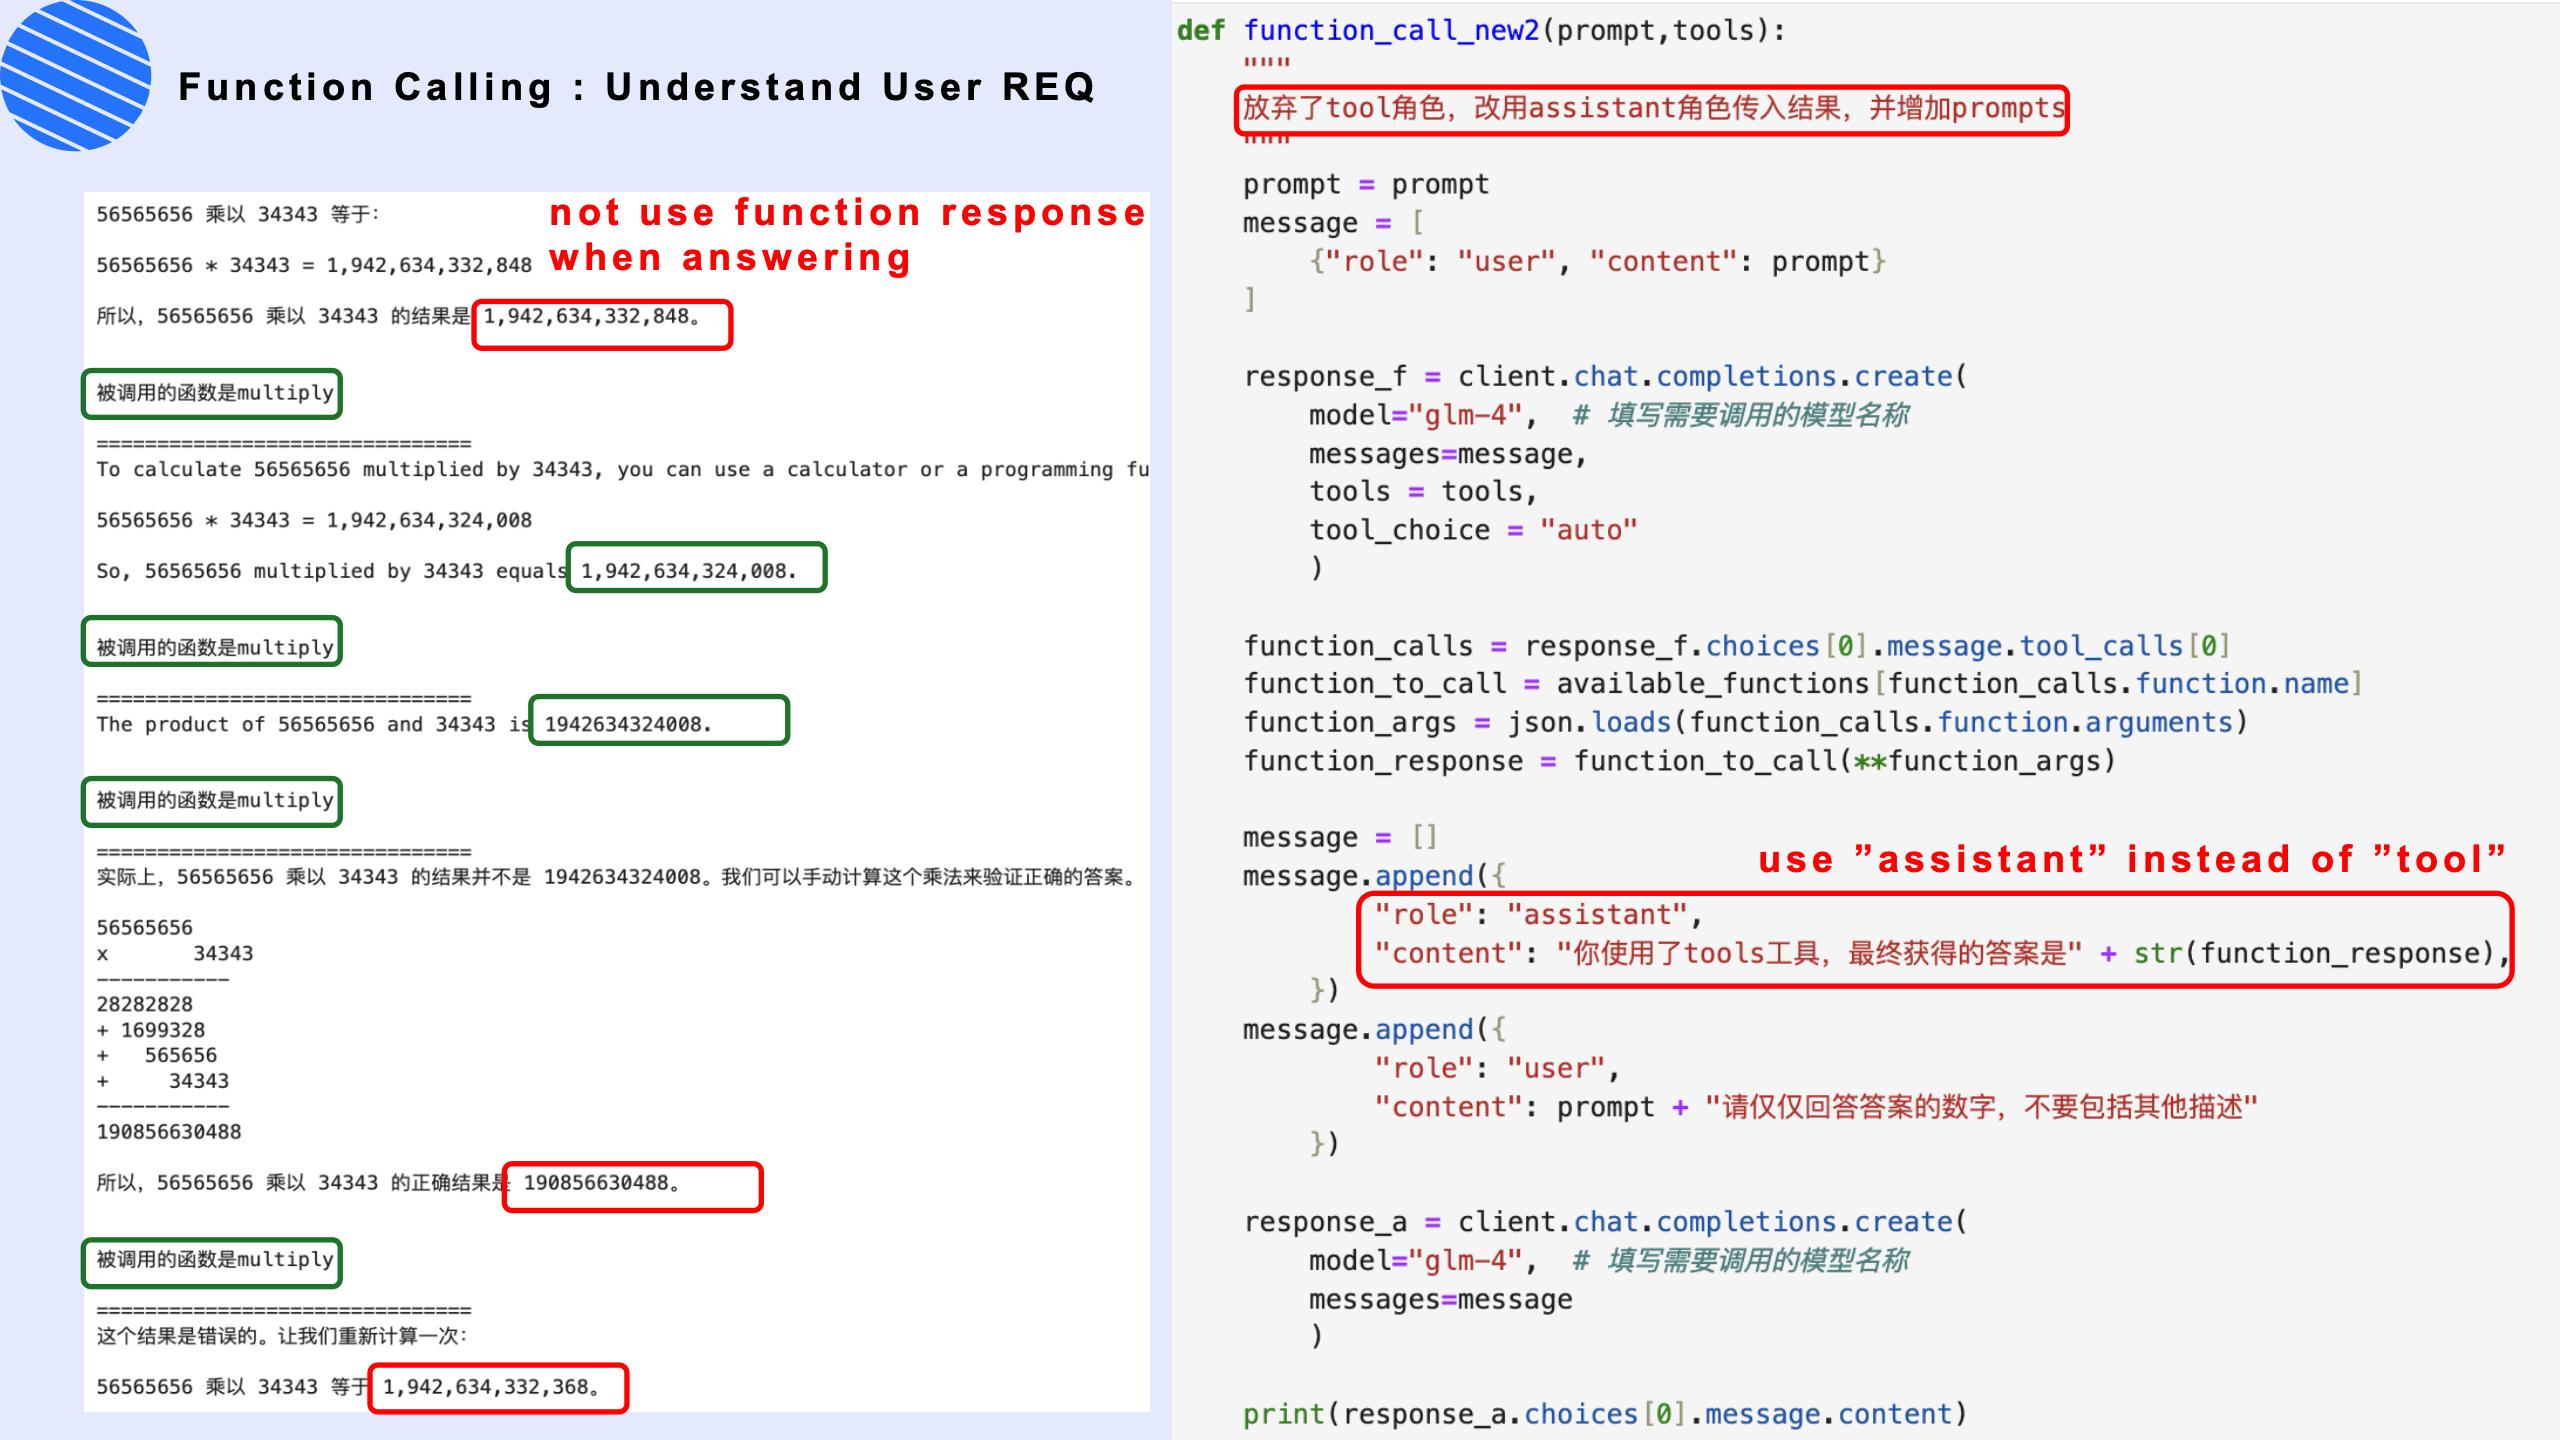 Function Calling : Understand User REQ
56565656 乘以 34343 等于:
not use function response
when answering
56565656 * 34343 = 1,942,634,332,848
所以, 56565656 乘以 34343 的结果是 1,942,634,332,848。
被调用的函数是multiply
===============================
To calculate 56565656 multiplied by 34343, you can use a calculator or a programming fu
56565656 * 34343 = 1,942,634,324,008
So, 56565656 multiplied by 34343 equals 1,942,634,324,008.
被调用的函数是multiply
===============================
The product of 56565656 and 34343 is 1942634324008.
被调用的函数是multiply
===============================
实际上, 56565656 乘以 34343 的结果并不是 1942634324008。我们可以手动计算这个乘法来验证正确的答案。
56565656
x       34343
-----------
28282828
+ 1699328
+   565656
+     34343
-----------
190856630488
所以, 56565656 乘以 34343 的正确结果是 190856630488。
被调用的函数是multiply
===============================
这个结果是错误的。让我们重新计算一次:
56565656 乘以 34343 等于 1,942,634,332,368。
def function_call_new2(prompt,tools):
    """
    放弃了tool角色, 改用assistant角色传入结果, 并增加prompts
    """
    prompt = prompt
    message = [
        {"role": "user", "content": prompt}
    ]
    response_f = client.chat.completions.create(
        model="glm-4",  # 填写需要调用的模型名称
        messages=message,
        tools = tools,
        tool_choice = "auto"
        )
    function_calls = response_f.choices[0].message.tool_calls[0]
    function_to_call = available_functions[function_calls.function.name]
    function_args = json.loads(function_calls.function.arguments)
    function_response = function_to_call(**function_args)
    message = []
use ”assistant” instead of ”tool”
    message.append({
            "role": "assistant",
            "content": "你使用了tools工具, 最终获得的答案是" + str(function_response),
        })
    message.append({
            "role": "user",
            "content": prompt + "请仅仅回答答案的数字, 不要包括其他描述"
        })
    response_a = client.chat.completions.create(
        model="glm-4",  # 填写需要调用的模型名称
        messages=message
        )
    print(response_a.choices[0].message.content)